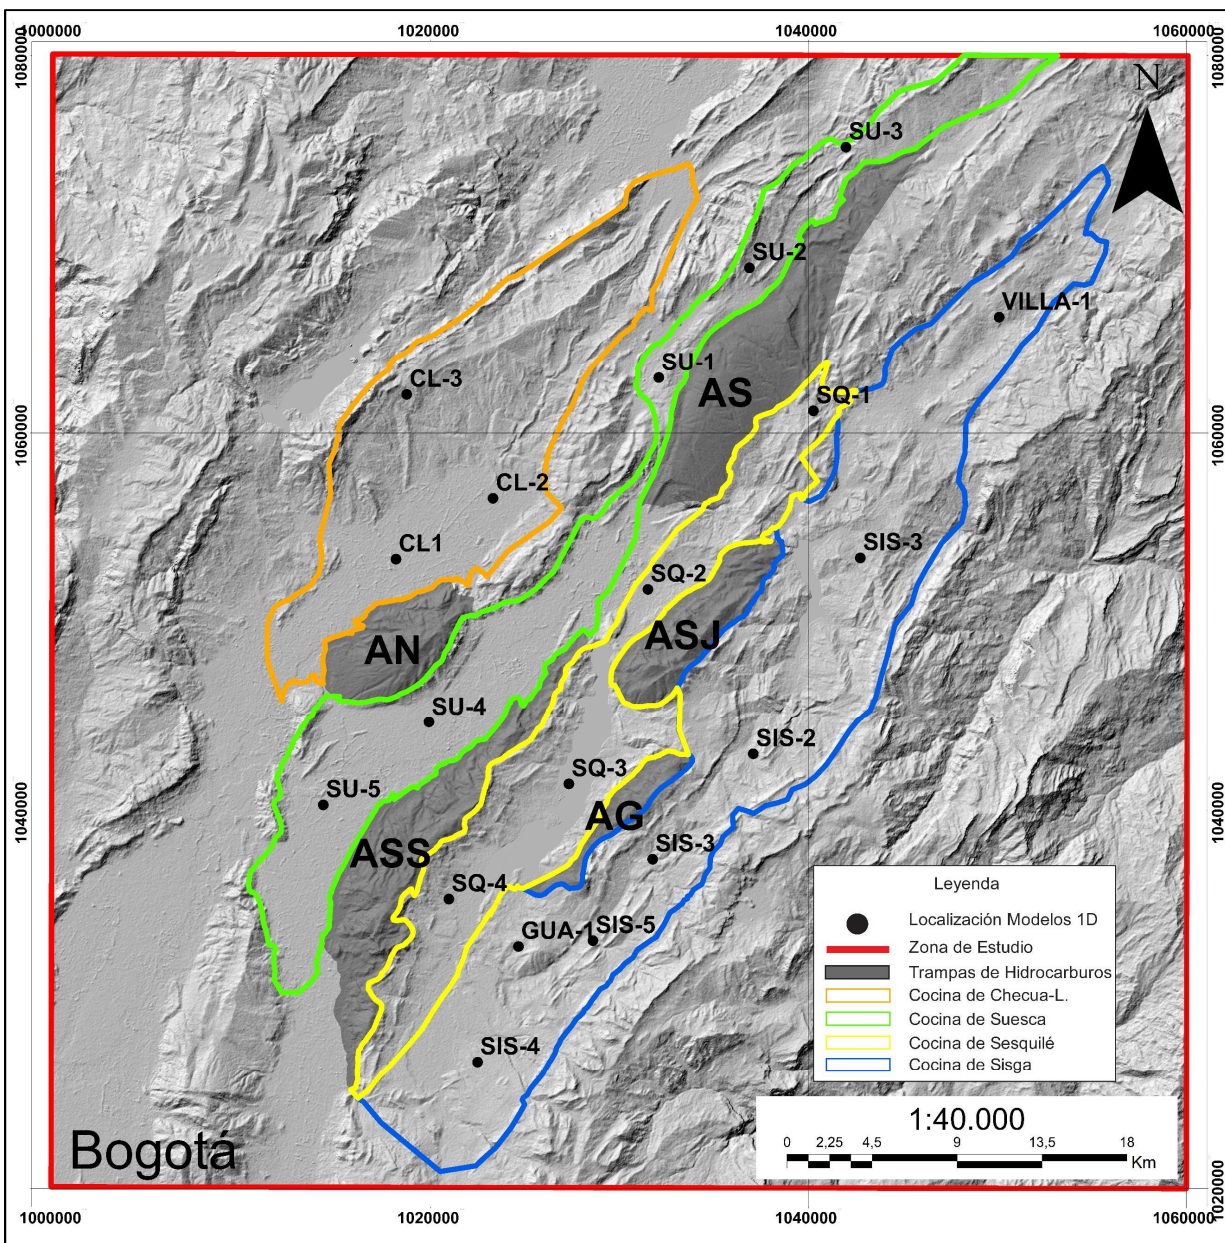 1000000
1020000
1040000
1060000
1080000
1080000
N
SU-3
SU-2
VILLA-1
SU-1
CL-3
AS
SQ-1
1060000
1060000
CL-2
CL1
SIS-3
SQ-2
ASJ
AN
SU-4
SIS-2
SQ-3
SU-5
AG
1040000
1040000
ASS
SIS-3
SQ-4
GUA-1
SIS-5
SIS-4
Leyenda
Localización Modelos 1D
Zona de Estudio
Trampas de Hidrocarburos
Cocina de Checua-L.
Cocina de Suesca
Cocina de Sesquilé
Cocina de Sisga
1:40.000
0 2,25 4,5 9 13,5 18
Km
Bogotá
1020000
1000000
1020000
1040000
1060000